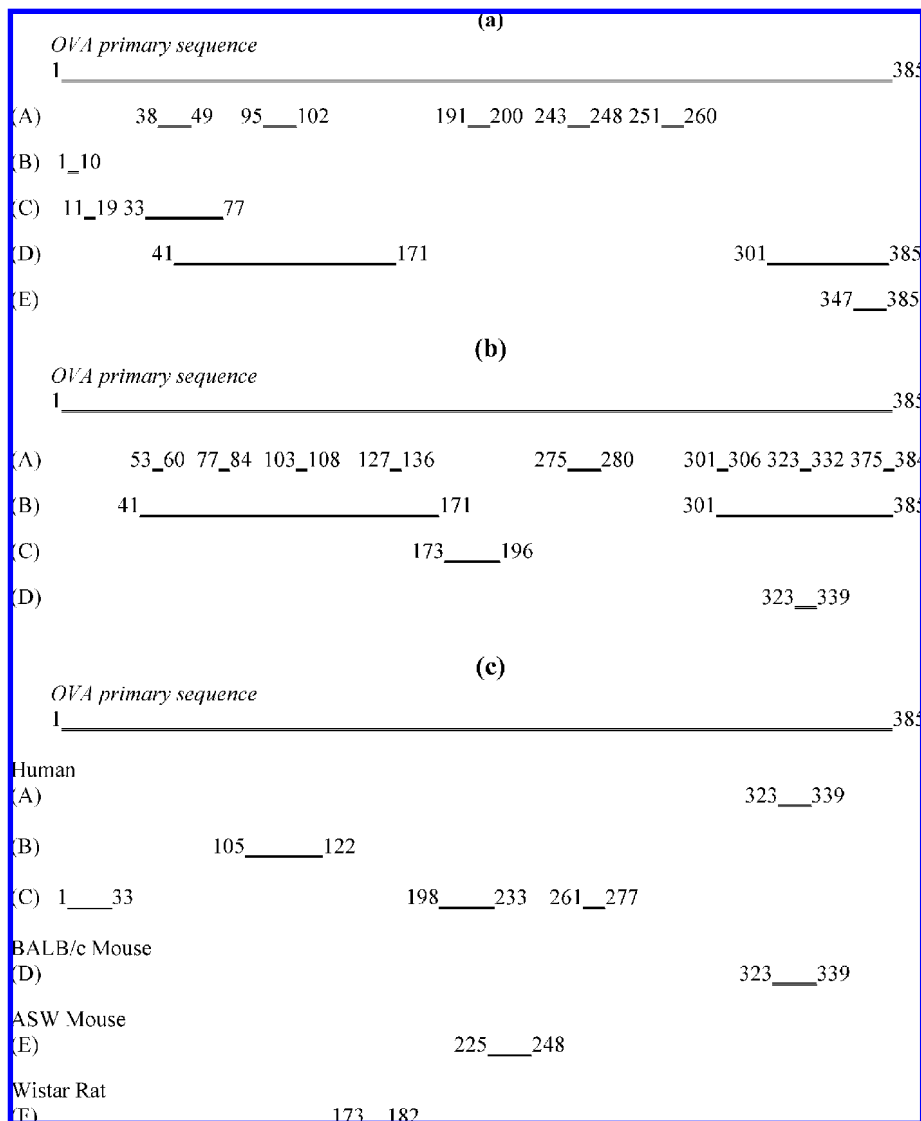 (a)
OVA primary sequence
1 385
(A) 38 49 95 102 191 200 243 248 251 260
(B) 1 10
(C) 11 19 33 77
(D) 41 171 301 385
(E) 347 385
(b)
OVA primary sequence
1 385
(A) 53 60 77 84 103 108 127 136 275 280 301 306 323 332 375 384
(B) 41 171 301 385
(C) 173 196
(D) 323 339
(c)
OVA primary sequence
1 385
Human
(A) 323 339
(B) 105 122
(C) 1 33 198 233 261 277
BALB/c Mouse
(D) 323 339
ASW Mouse
(E) 225 248
Wistar Rat
(F) 173 182